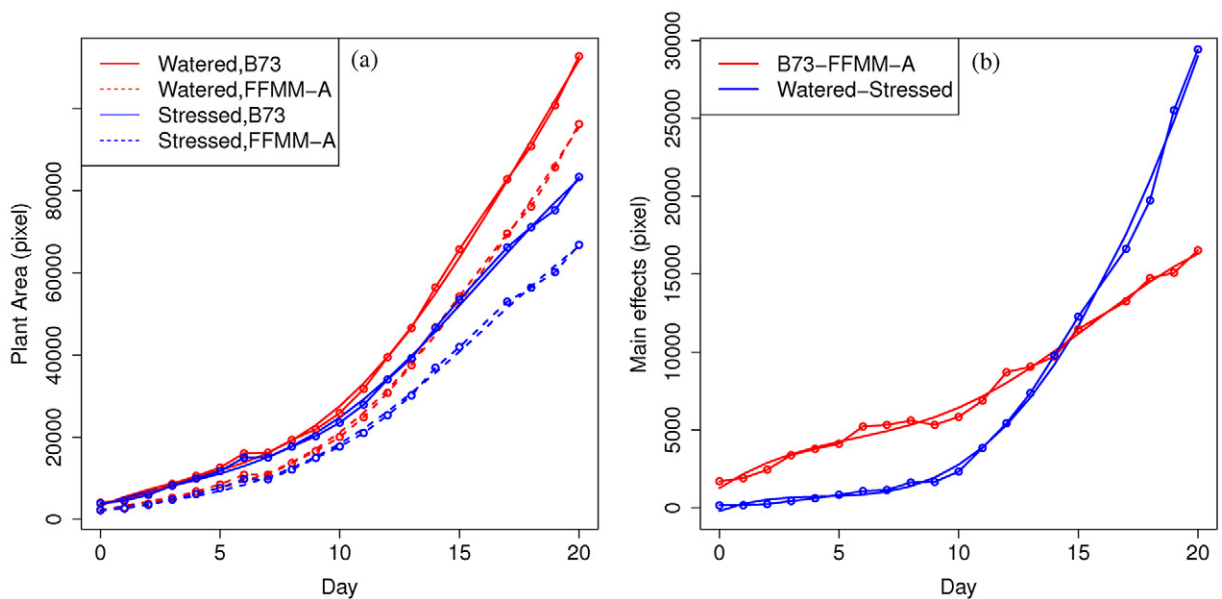 Watered,B73
Watered,FFMM-A
Stressed,B73
Stressed,FFMM-A
(a)
Plant Area (pixel)
80000
60000
40000
20000
0
0 5 10 15 20
Day
B73-FFMM-A
Watered-Stressed
(b)
Main effects (pixel)
30000
25000
20000
15000
10000
5000
0
0 5 10 15 20
Day